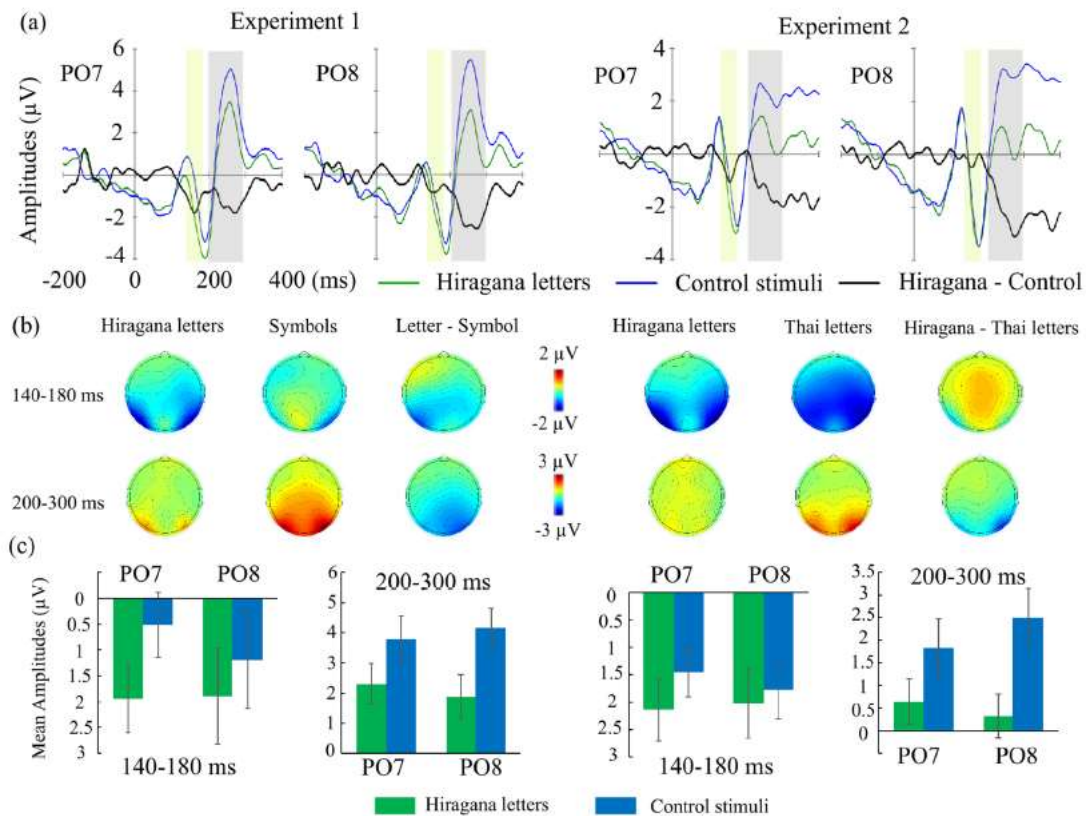 (a)
Experiment 1
Experiment 2
Amplitudes (µV)
6
4
2
0
-2
-4
PO7
PO8
4
2
0
-2
-4
PO7
PO8
-200 0 200 400 (ms)
Hiragana letters Control stimuli Hiragana - Control
(b)
Hiragana letters Symbols Letter - Symbol Hiragana letters Thai letters Hiragana - Thai letters
140-180 ms
2 µV
-2 µV
200-300 ms
3 µV
-3 µV
(c)
Mean Amplitudes (µV)
PO7 PO8
0
0.5
1
1.5
2
2.5
3
140-180 ms
200-300 ms
6
5
4
3
2
1
0
PO7 PO8
PO7 PO8
0
0.5
1
1.5
2
2.5
3
140-180 ms
200-300 ms
3.5
3
2.5
2
1.5
1
0.5
0
PO7 PO8
Hiragana letters Control stimuli